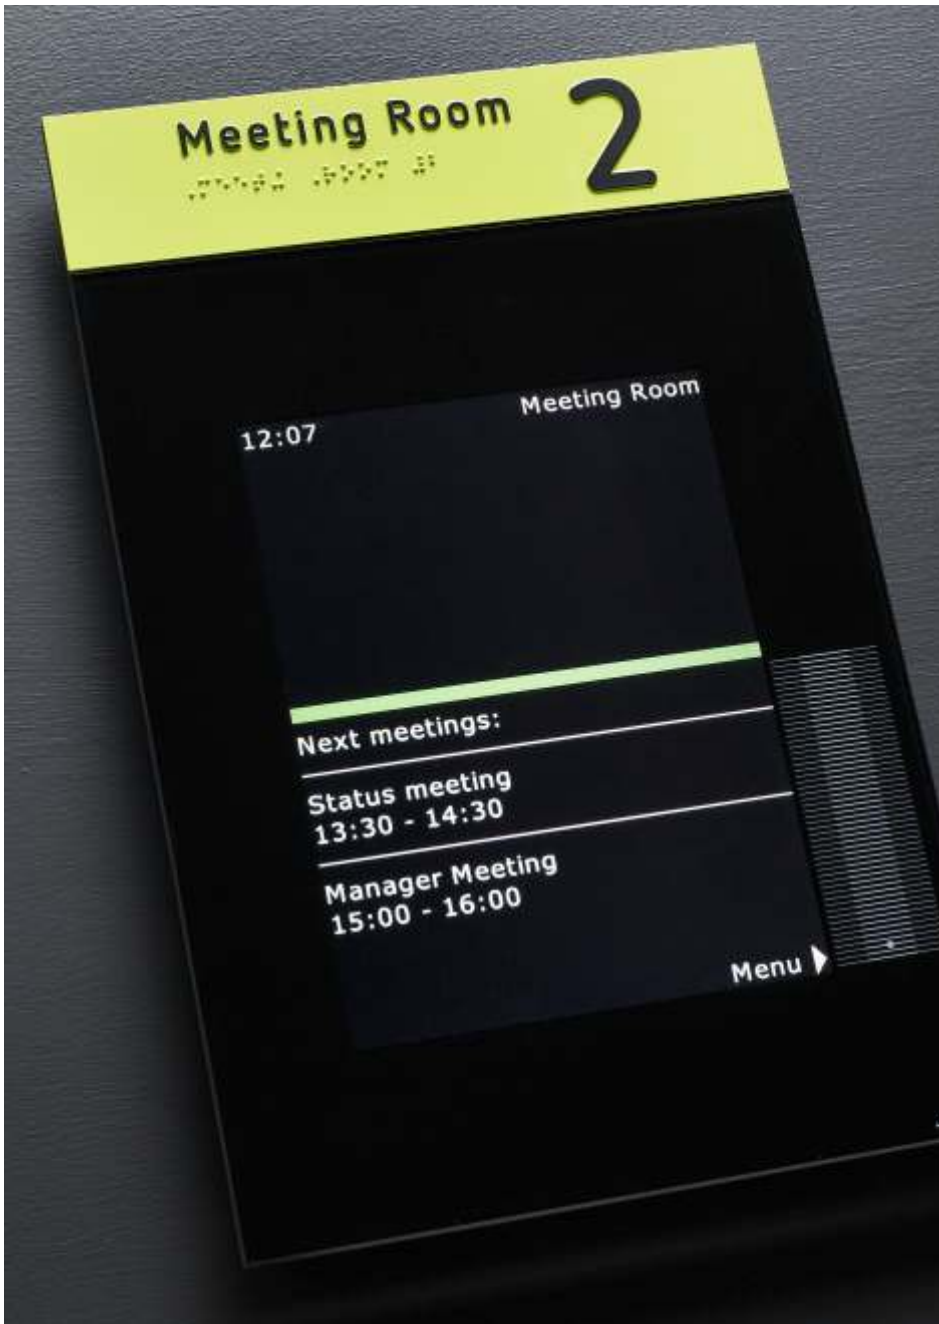 Meeting Room 2
⠠⠍⠑⠑⠞⠬ ⠠⠗⠕⠕⠍ ⠼⠃
12:07 Meeting Room
Next meetings:
Status meeting
13:30 - 14:30
Manager Meeting
15:00 - 16:00
Menu